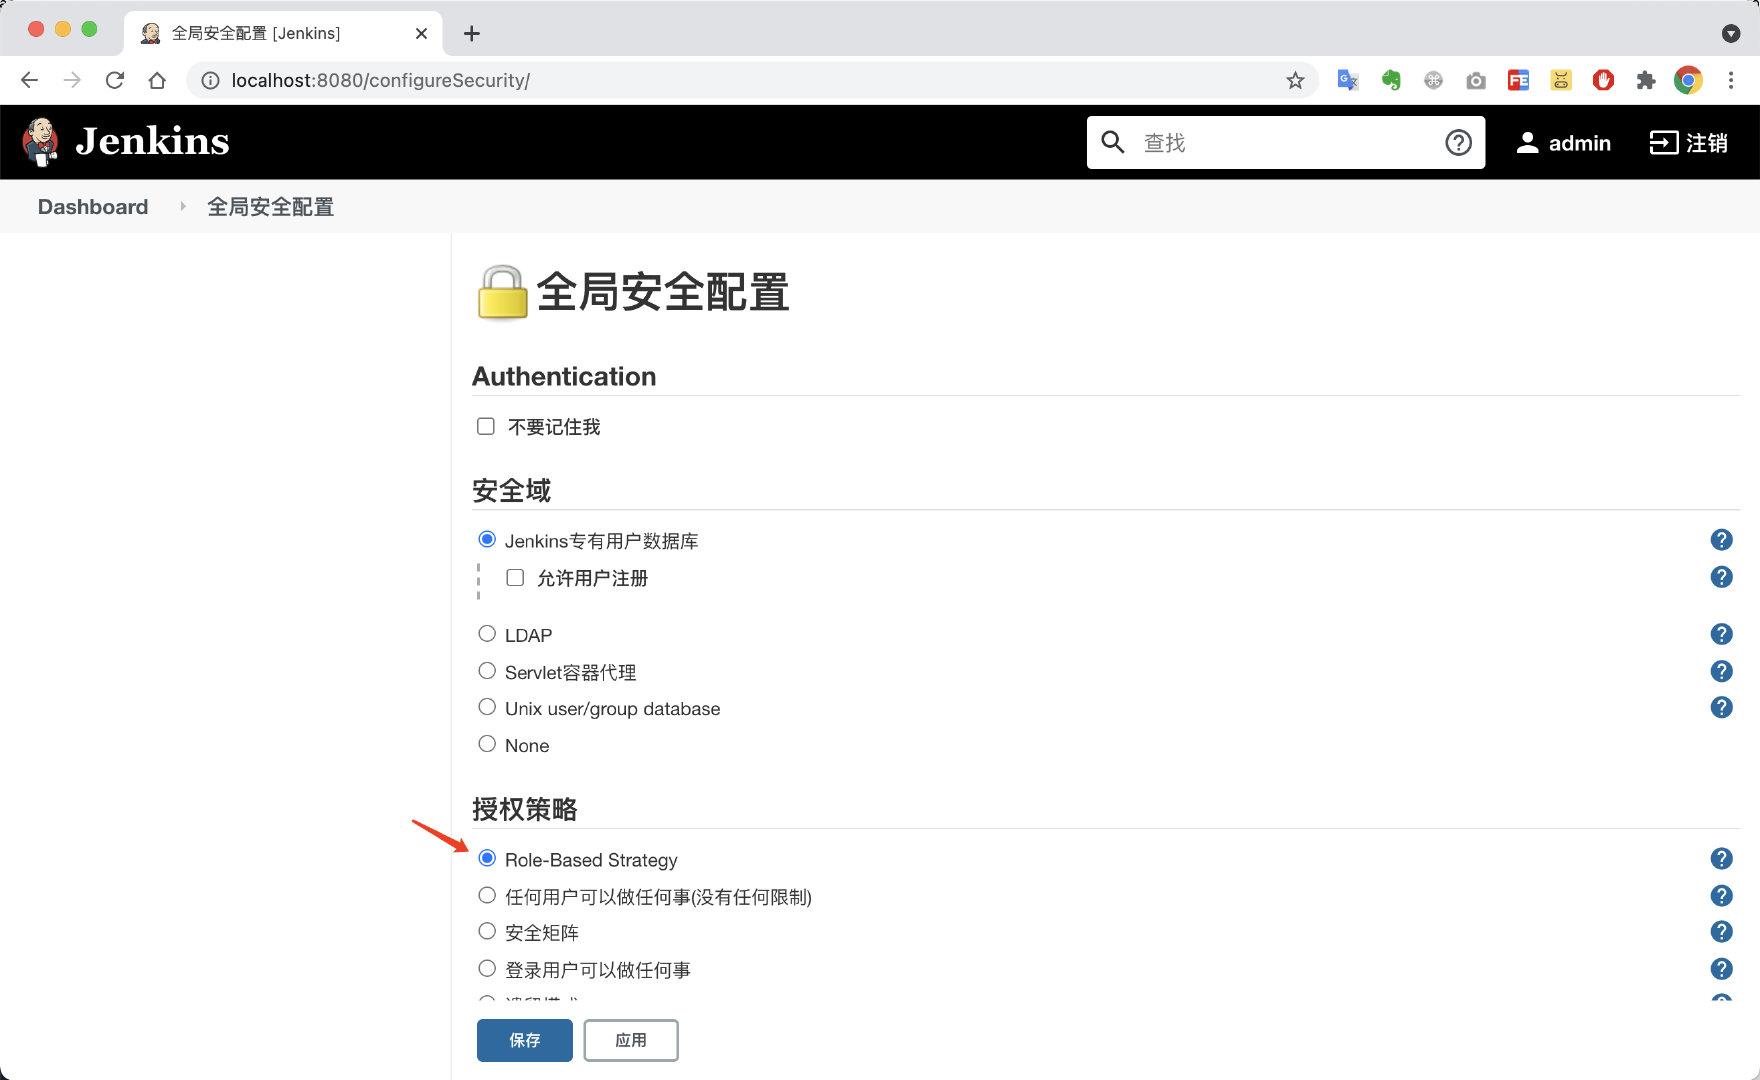 全局安全配置 [Jenkins]
localhost:8080/configureSecurity/
Jenkins
查找
admin
注销
Dashboard
全局安全配置
全局安全配置
Authentication
不要记住我
安全域
Jenkins专有用户数据库
允许用户注册
LDAP
Servlet容器代理
Unix user/group database
None
授权策略
Role-Based Strategy
任何用户可以做任何事(没有任何限制)
安全矩阵
登录用户可以做任何事
保存
应用